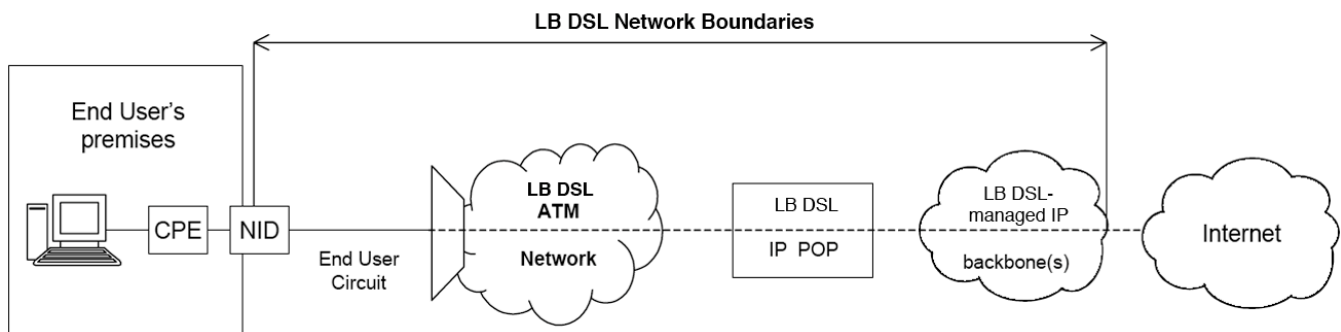 LB DSL Network Boundaries
End User's
premises
CPE
NID
End User
Circuit
LB DSL
ATM
Network
LB DSL
IP POP
LB DSL-
managed IP
backbone(s)
Internet